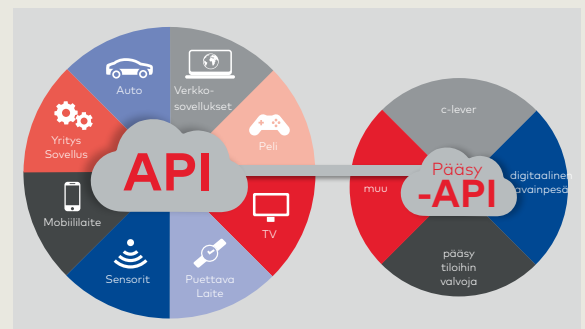 Auto
Verkko-
sovellukset
Yritys
Sovellus
Peli
API
Mobiililaite
TV
Sensorit
Puettava
Laite
c-lever
muu
Pääsy
-API
digitaalinen
avainpesä
pääsy
tiloihin
valvoja